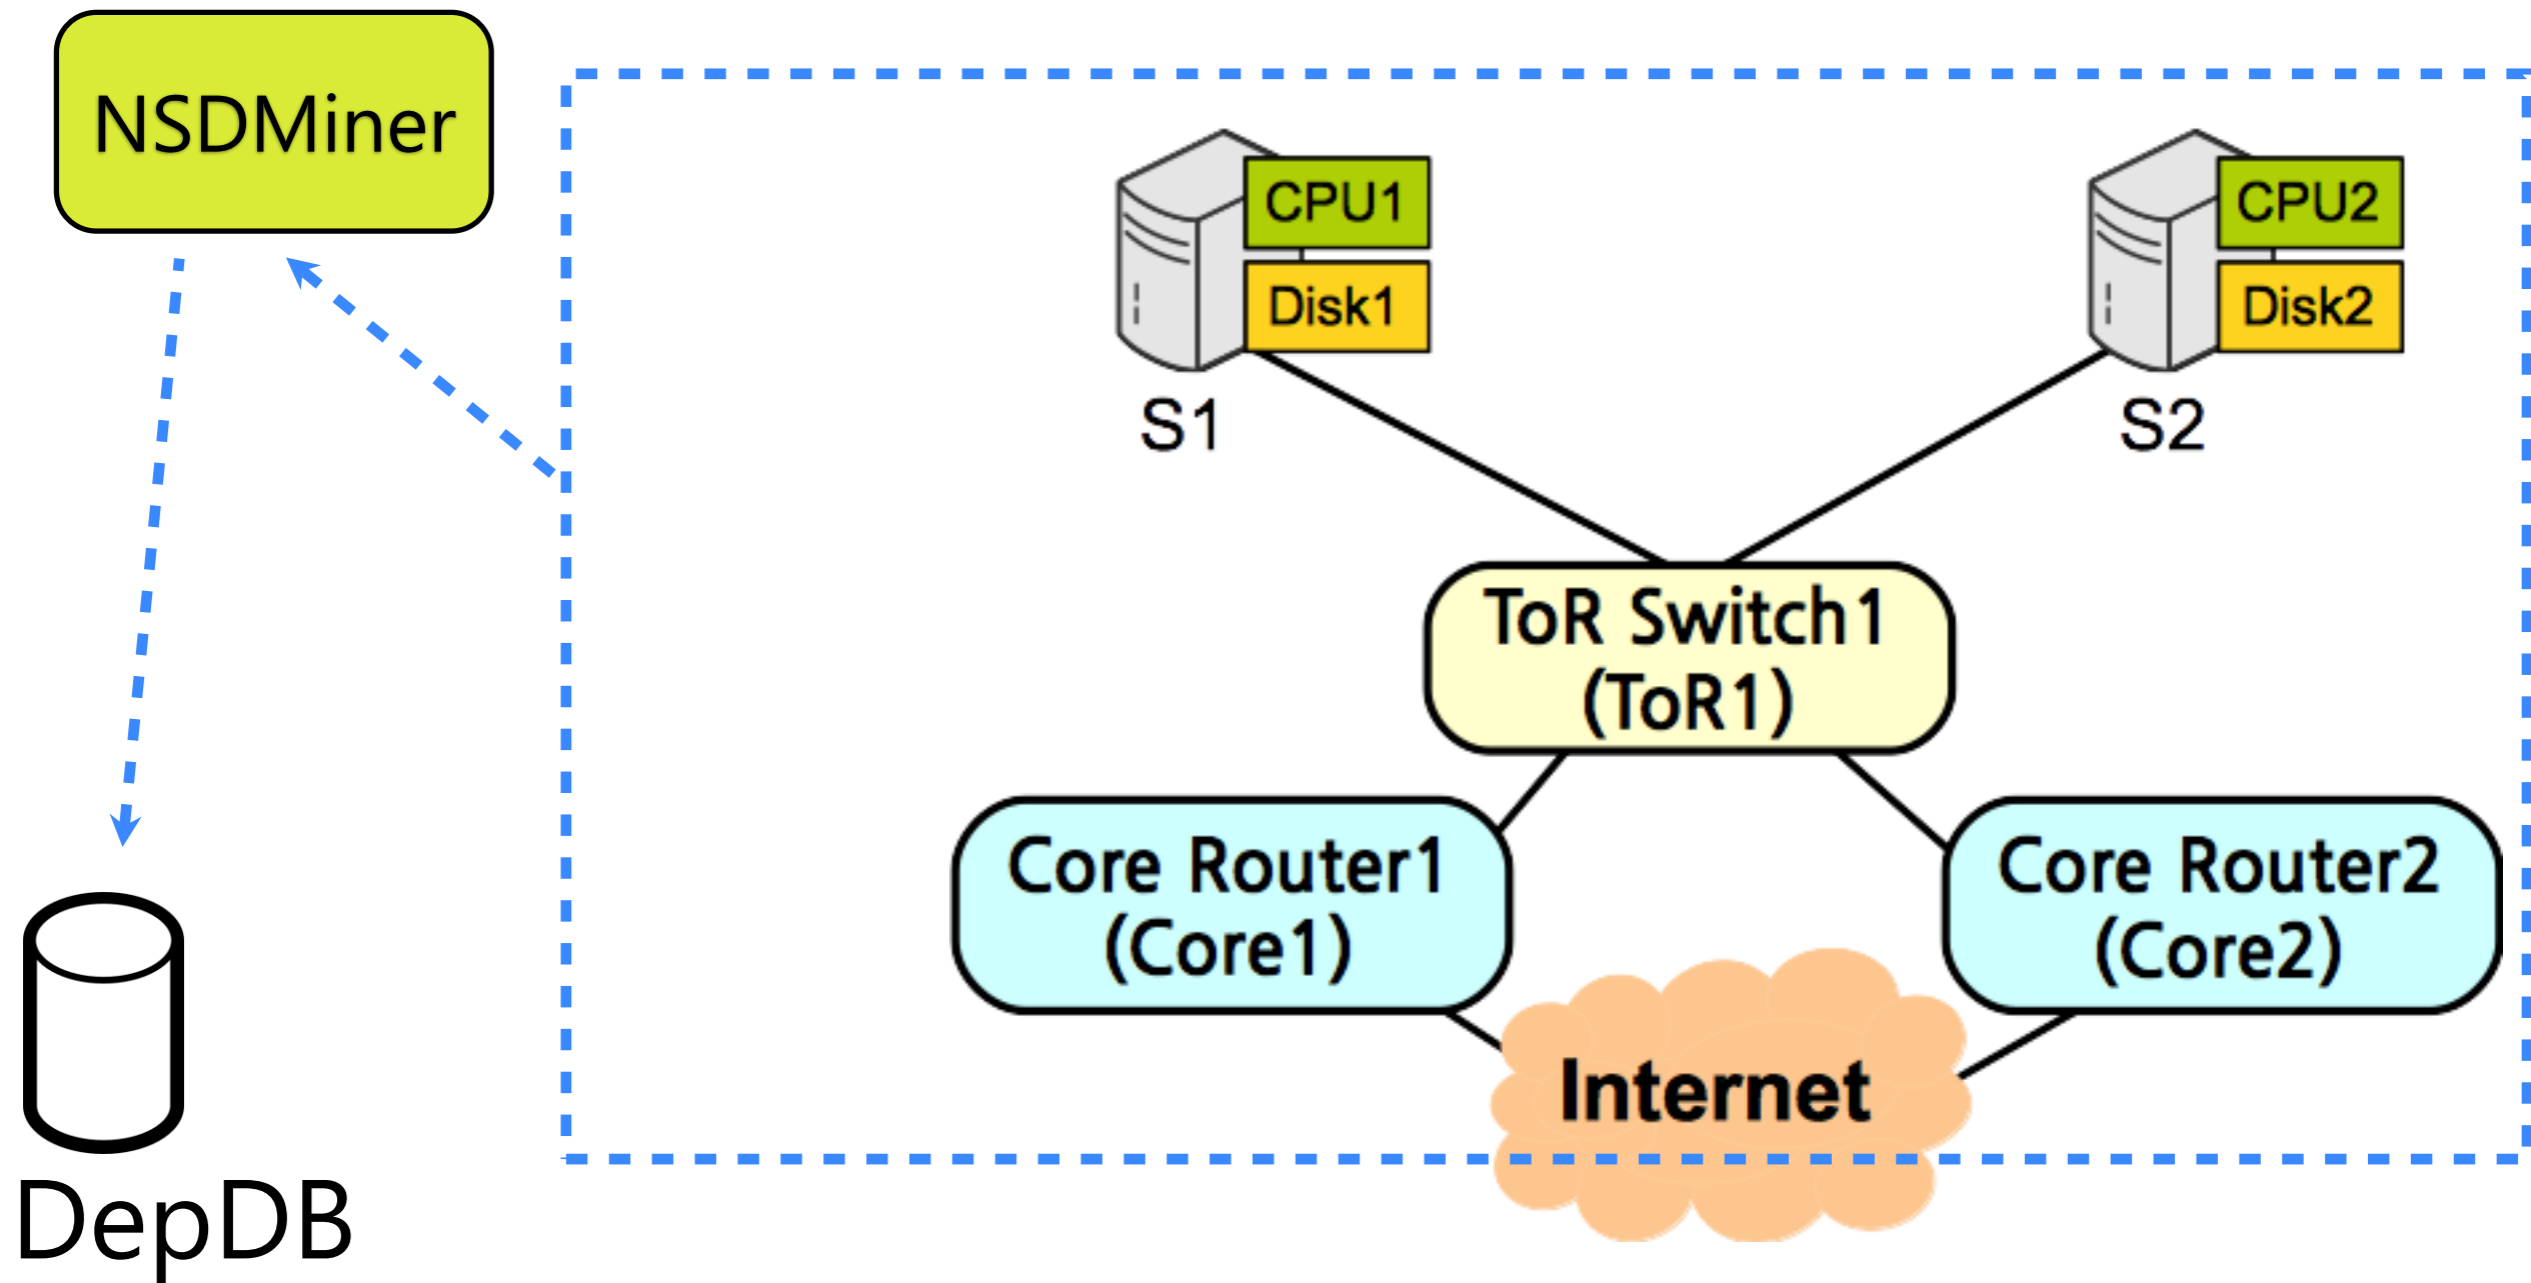 NSDMiner
CPU1
Disk1
S1
CPU2
Disk2
S2
ToR Switch1
(ToR1)
Core Router1
(Core1)
Core Router2
(Core2)
Internet
DepDB